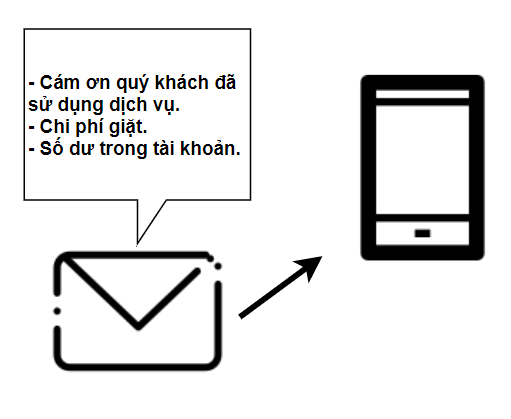 - Cám ơn quý khách đã
sử dụng dịch vụ.
- Chi phí giặt.
- Số dư trong tài khoản.